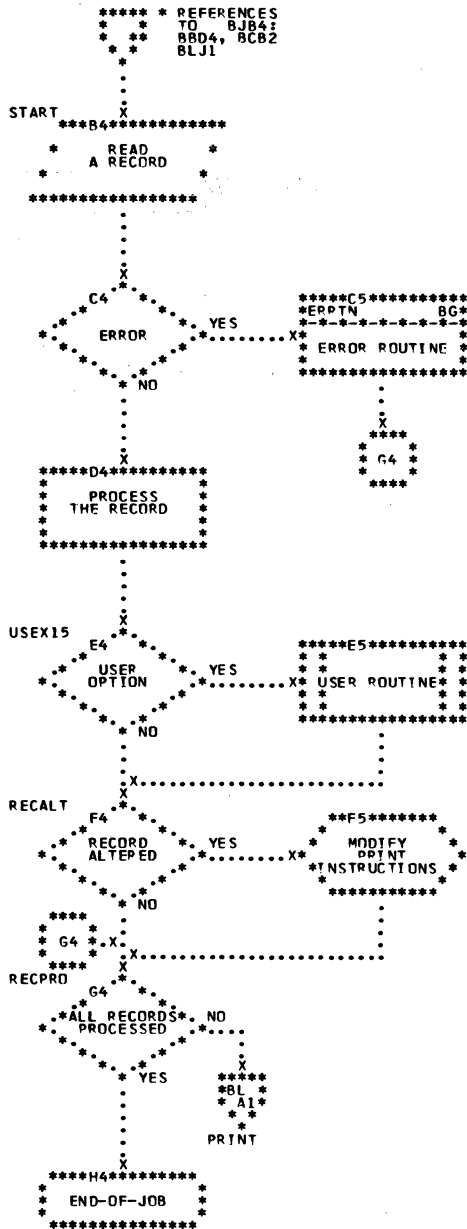 REFERENCES
TO BJB4:
BBD4, BCB2
BLJ1
START
B4
READ
A RECORD
C4
ERROR
YES
NO
C5
ERRTN BG
ERROR ROUTINE
G4
D4
PROCESS
THE RECORD
USEX15
E4
USER
OPTION
YES
NO
E5
USER ROUTINE
RECALT
F4
RECORD
ALTERED
YES
NO
F5
MODIFY
PRINT
INSTRUCTIONS
G4
RECPRO
G4
ALL RECORDS
PROCESSED
NO
YES
BL
A1
PRINT
H4
END-OF-JOB